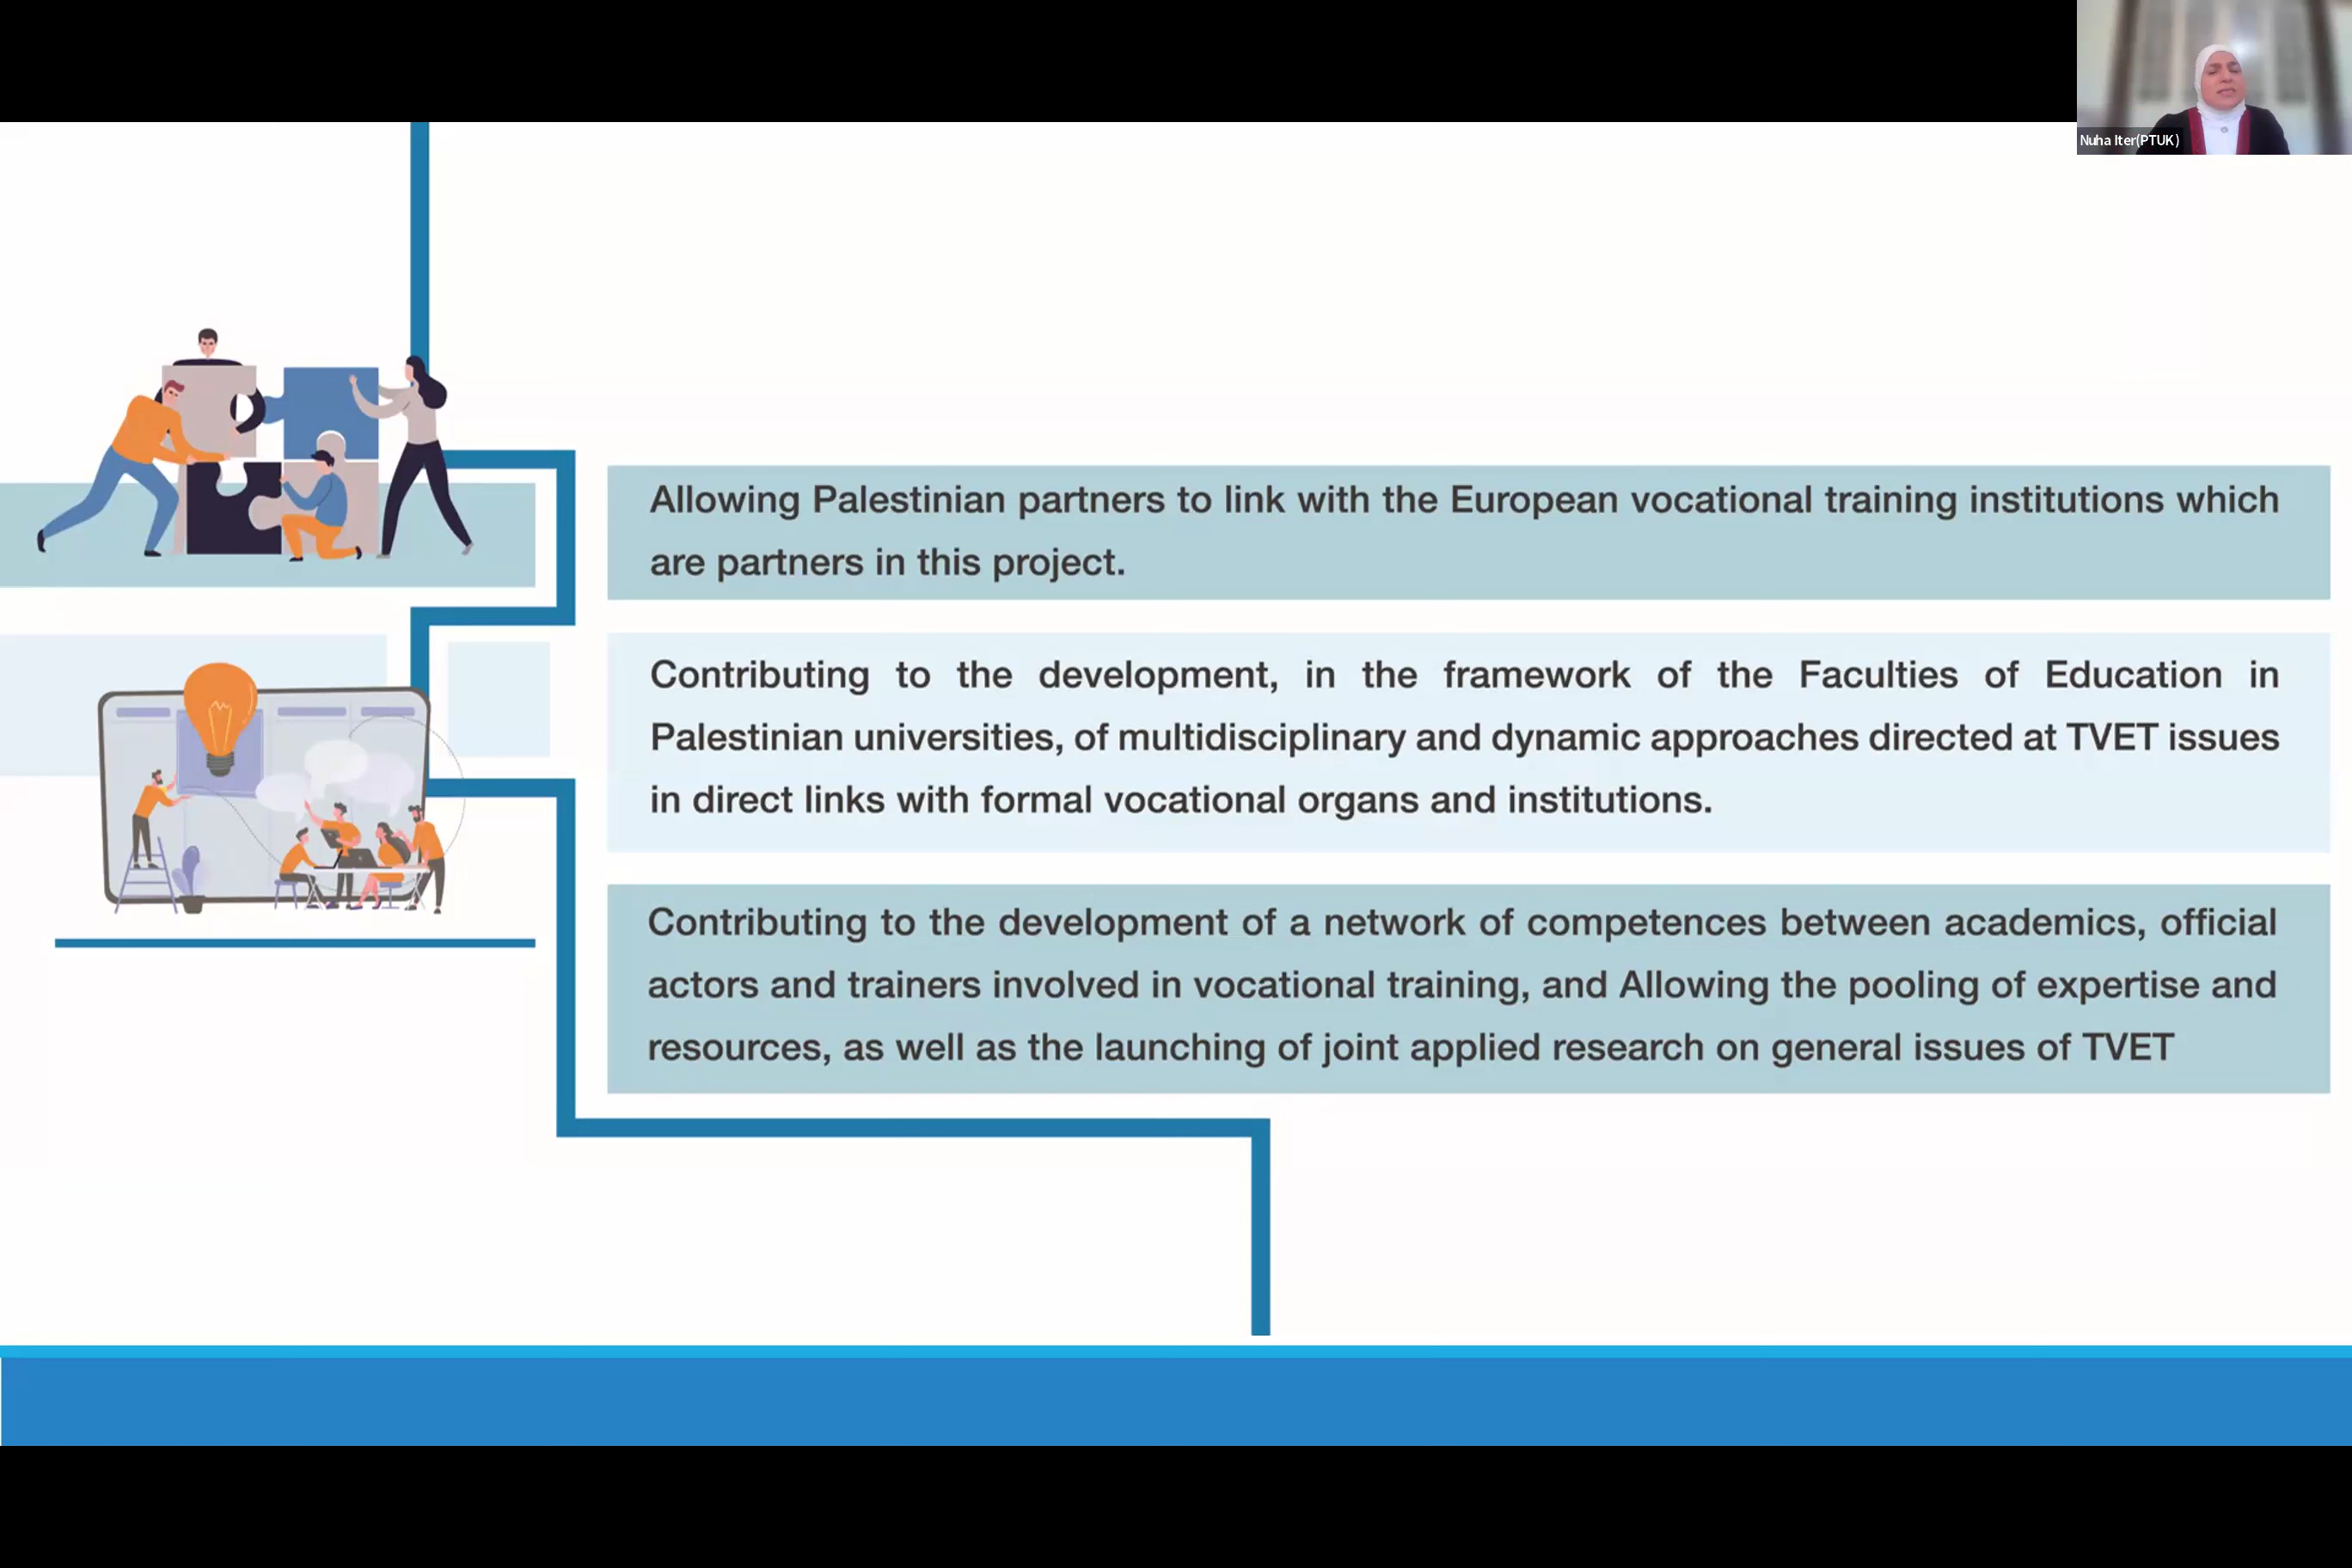 Nuha Iter(PTUK)
Allowing Palestinian partners to link with the European vocational training institutions which
are partners in this project.
Contributing to the development, in the framework of the Faculties of Education in
Palestinian universities, of multidisciplinary and dynamic approaches directed at TVET issues
in direct links with formal vocational organs and institutions.
Contributing to the development of a network of competences between academics, official
actors and trainers involved in vocational training, and Allowing the pooling of expertise and
resources, as well as the launching of joint applied research on general issues of TVET